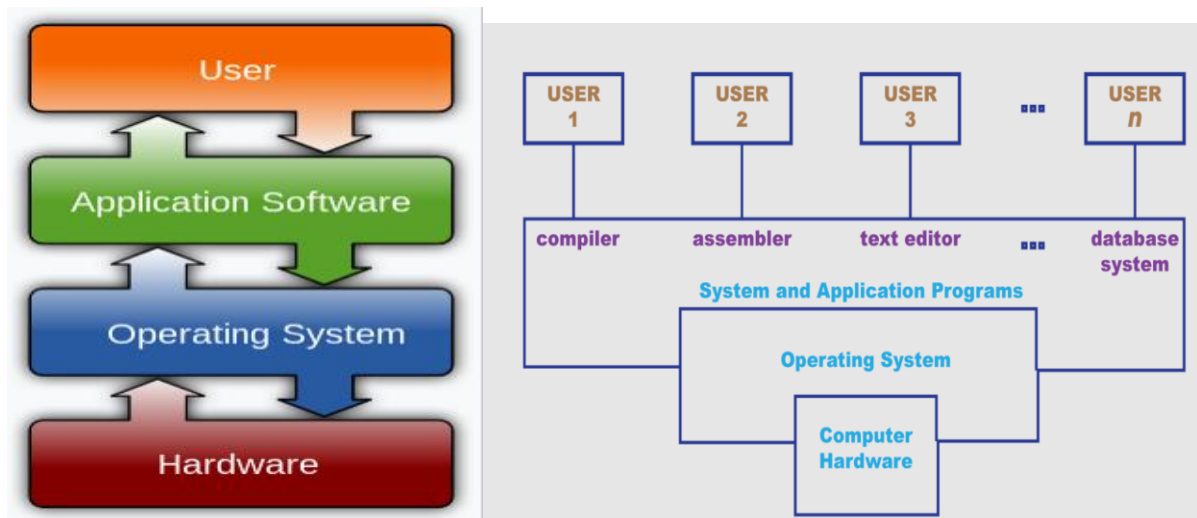 User
Application Software
Operating System
Hardware
USER
1
USER
2
USER
3
...
USER
n
compiler
assembler
text editor
...
database
system
System and Application Programs
Operating System
Computer
Hardware